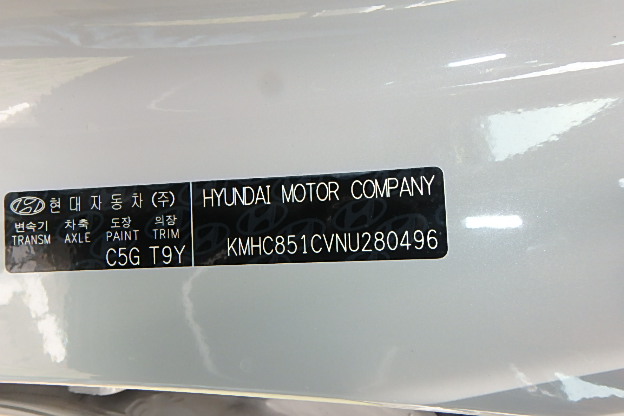 현대자동차(주)
변속기 차축 도장 의장
TRANSM AXLE PAINT TRIM
C5G T9Y
HYUNDAI MOTOR COMPANY
KMHC851CVNU280496